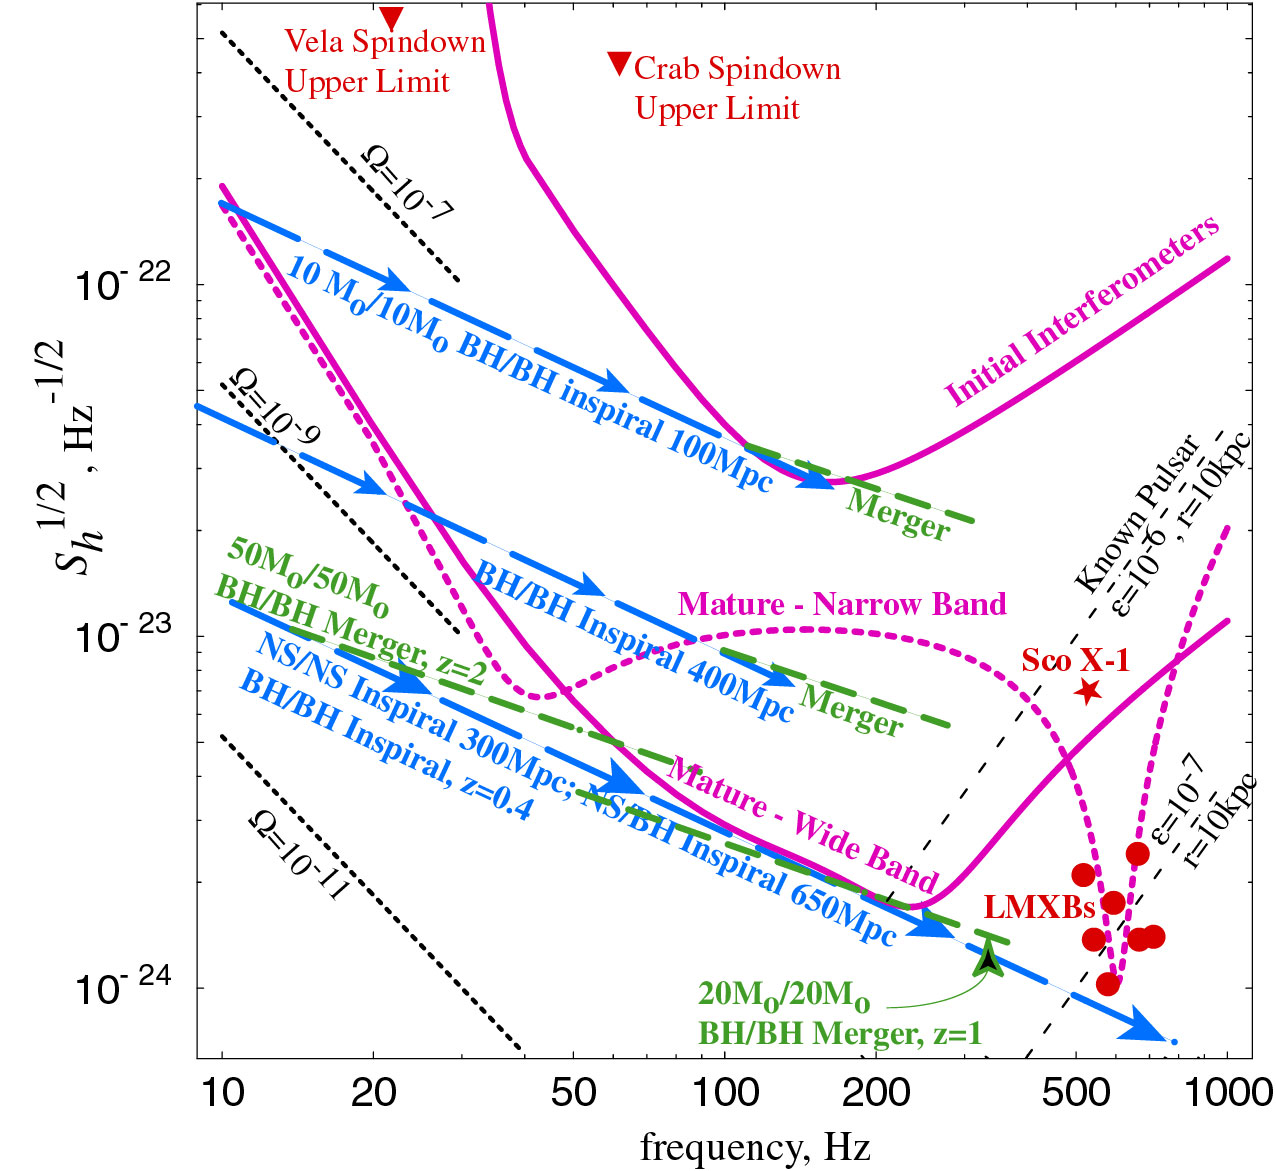 Vela Spindown
Upper Limit
Crab Spindown
Upper Limit
Ω=10-7
10 Mo/10Mo BH/BH inspiral 100Mpc
Initial Interferometers
Merger
10-22
Sh1/2 , Hz-1/2
Ω=10-9
Known Pulsar
ε=10-6, r=10kpc
BH/BH Inspiral 400Mpc
Merger
50Mo/50Mo
BH/BH Merger, z=2
10-23
Mature - Narrow Band
Sco X-1
NS/NS Inspiral 300Mpc; NS/BH Inspiral 650Mpc
BH/BH Inspiral, z=0.4
Mature - Wide Band
ε=10-7
r=10kpc
Ω=10-11
LMXBs
10-24
20Mo/20Mo
BH/BH Merger, z=1
10 20 50 100 200 500 1000
frequency, Hz